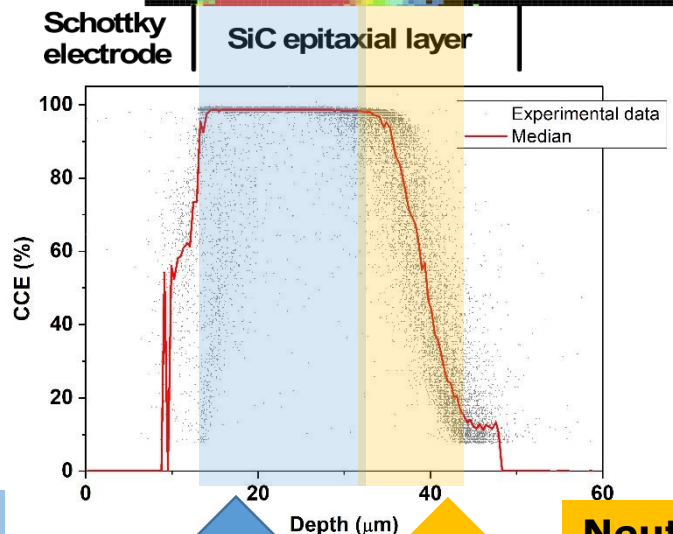 Schottky
electrode
SiC epitaxial layer
100
80
60
40
20
0
CCE (%)
Experimental data
Median
0
20
40
60
Depth (μm)